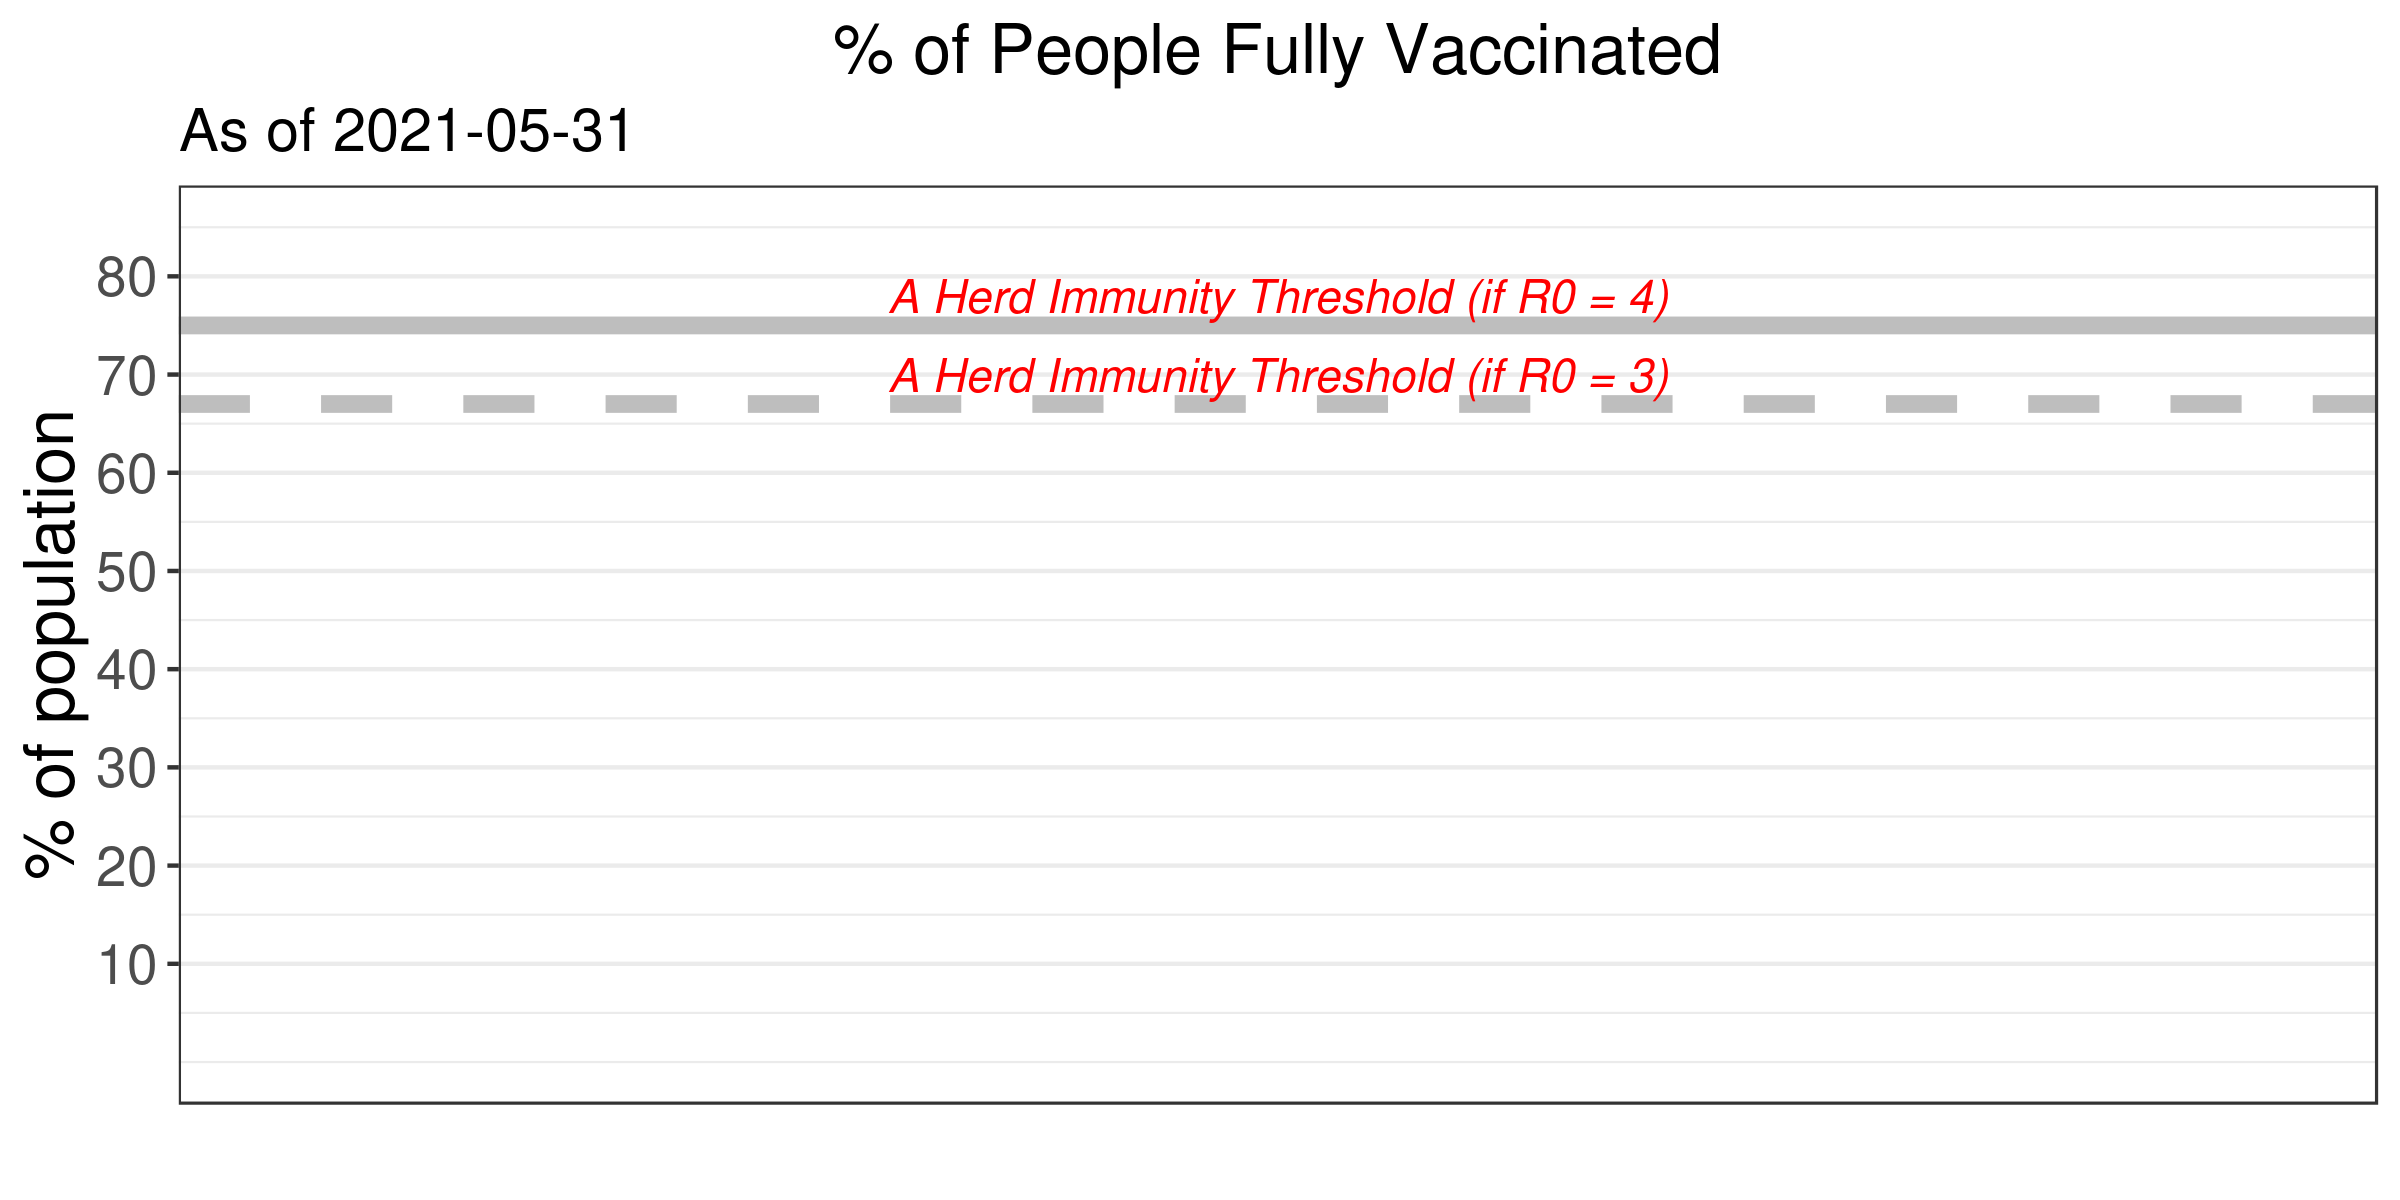 % of People Fully Vaccinated
As of 2021-05-31
% of population
80
70
60
50
40
30
20
10
A Herd Immunity Threshold (if R0 = 4)
A Herd Immunity Threshold (if R0 = 3)